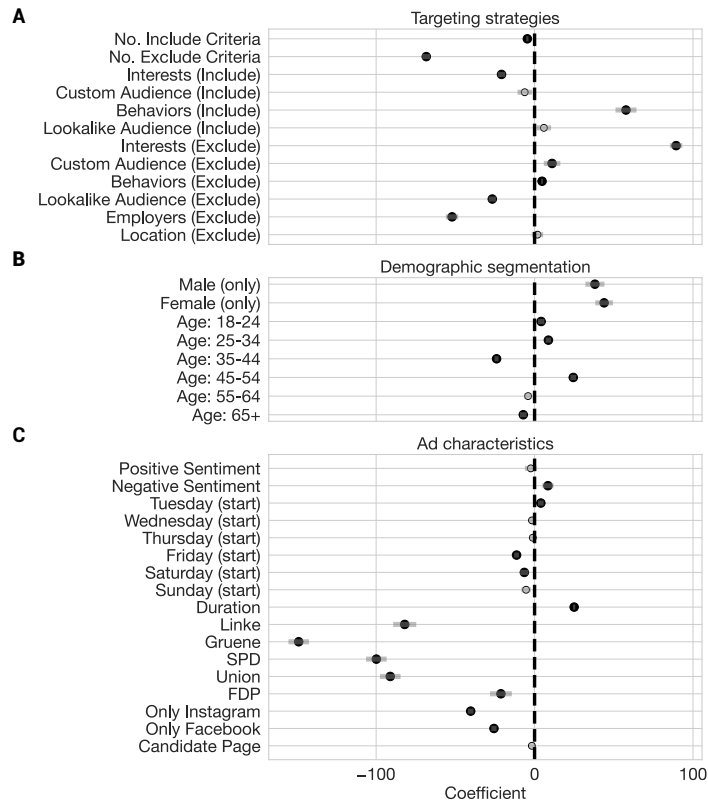 A
Targeting strategies
No. Include Criteria
No. Exclude Criteria
Interests (Include)
Custom Audience (Include)
Behaviors (Include)
Lookalike Audience (Include)
Interests (Exclude)
Custom Audience (Exclude)
Behaviors (Exclude)
Lookalike Audience (Exclude)
Employers (Exclude)
Location (Exclude)
B
Demographic segmentation
Male (only)
Female (only)
Age: 18-24
Age: 25-34
Age: 35-44
Age: 45-54
Age: 55-64
Age: 65+
C
Ad characteristics
Positive Sentiment
Negative Sentiment
Tuesday (start)
Wednesday (start)
Thursday (start)
Friday (start)
Saturday (start)
Sunday (start)
Duration
Linke
Gruene
SPD
Union
FDP
Only Instagram
Only Facebook
Candidate Page
−100 0 100
Coefficient